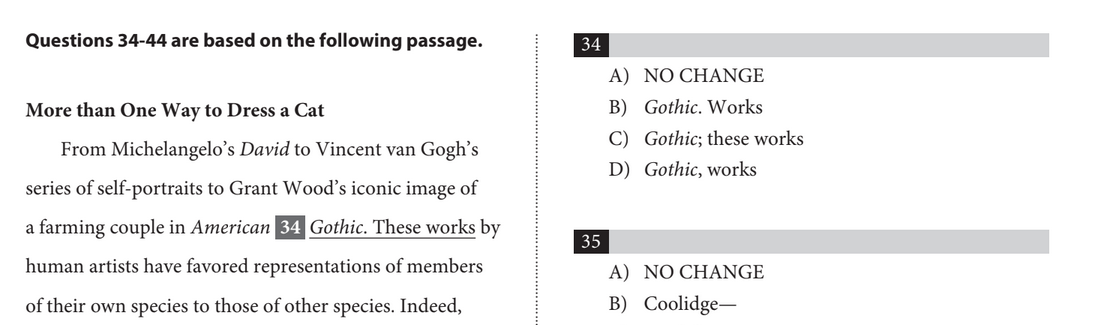 Questions 34-44 are based on the following passage.
More than One Way to Dress a Cat
From Michelangelo’s David to Vincent van Gogh’s
series of self-portraits to Grant Wood’s iconic image of
a farming couple in American 34 Gothic. These works by
human artists have favored representations of members
of their own species to those of other species. Indeed,
34
A) NO CHANGE
B) Gothic. Works
C) Gothic; these works
D) Gothic, works
35
A) NO CHANGE
B) Coolidge—